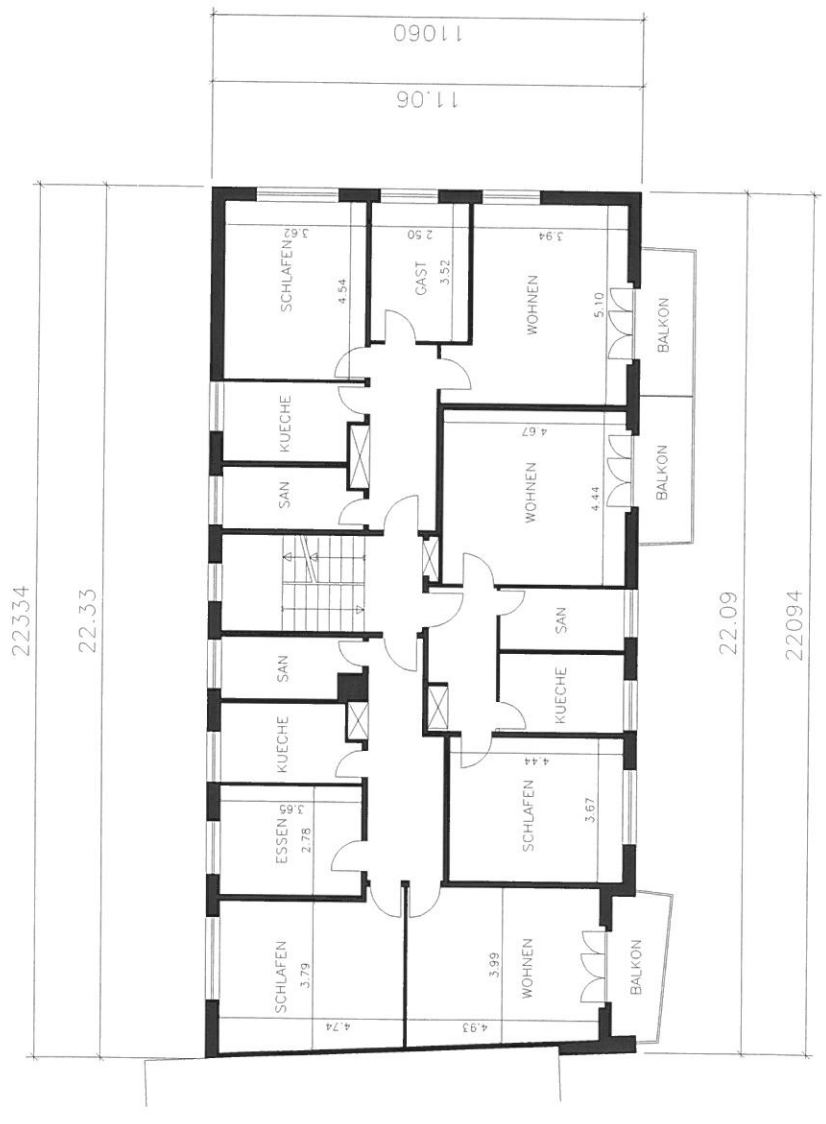 11060
11.06
3.62
SCHLAFEN
4.54
2.50
GAST
3.52
3.94
WOHNEN
5.10
BALKON
KUECHE
SAN
4.67
WOHNEN
4.44
BALKON
22334
22.33
22.09
22094
SAN
SAN
KUECHE
KUECHE
3.65
ESSEN
2.78
4.44
SCHLAFEN
3.67
SCHLAFEN
3.79
4.74
3.99
WOHNEN
4.93
BALKON